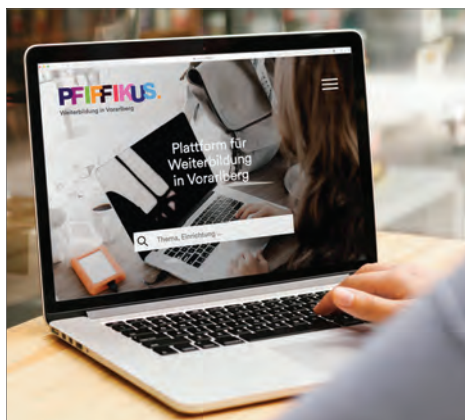 PFIFFIKUS.
Weiterbildung in Vorarlberg
Plattform für
Weiterbildung
in Vorarlberg
Thema, Einrichtung ...